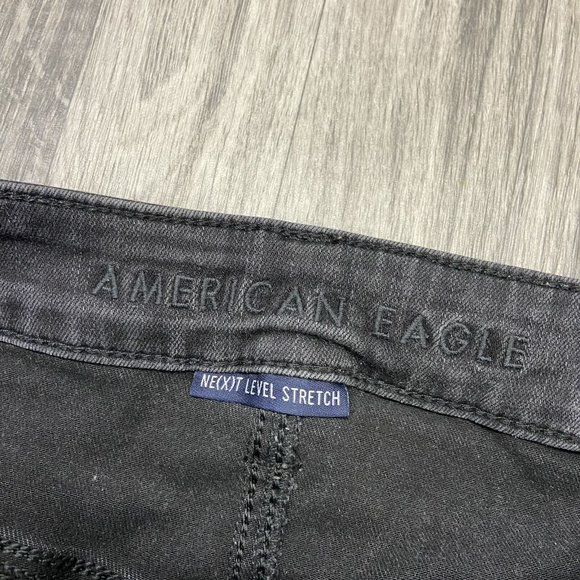 AMERICAN EAGLE
NE(X)T LEVEL STRETCH